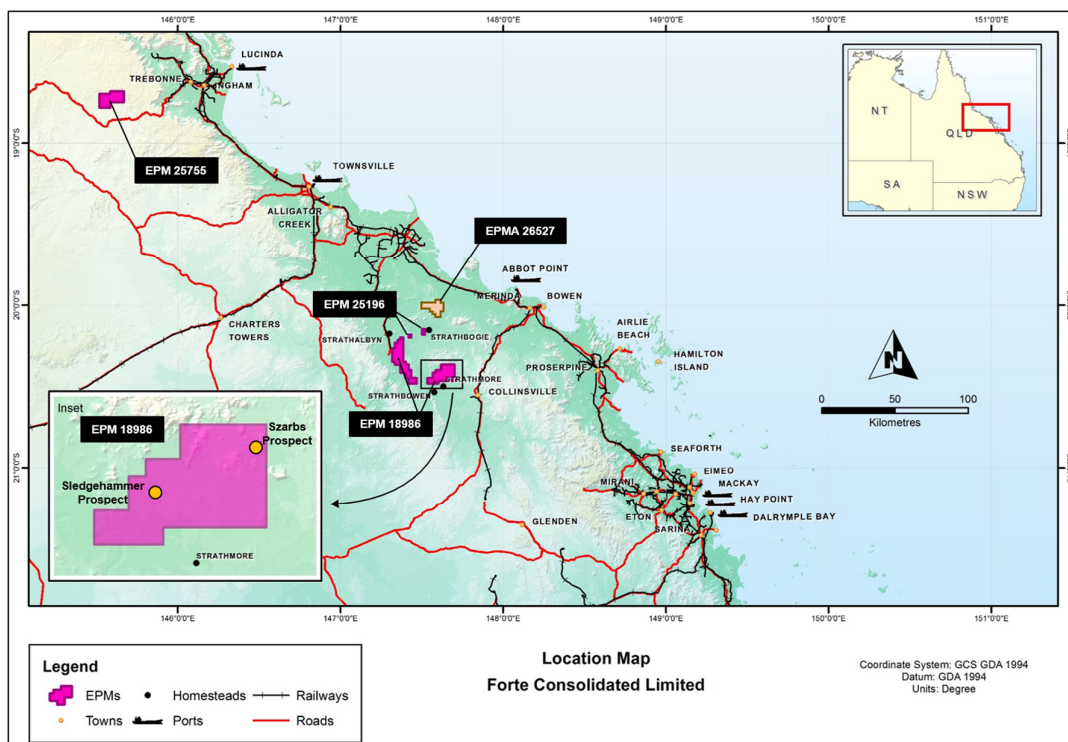 146°0'0"E
147°0'0"E
148°0'0"E
149°0'0"E
150°0'0"E
151°0'0"E
LUCINDA
TREBONNE
INGHAM
EPM 25755
19°0'0"S
TOWNSVILLE
ALLIGATOR
CREEK
EPMA 26527
ABBOT POINT
MERINDA
BOWEN
20°0'0"S
EPM 25196
CHARTERS
TOWERS
STRATHALBYN
STRATHBOGIE
AIRLIE
BEACH
HAMILTON
ISLAND
PROSERPINE
STRATHMORE
STRATHBOWEN
COLLINSVILLE
EPM 18986
SEAFORTH
21°0'0"S
EIMEO
MIRANI
MACKAY
HAY POINT
ETON
DALRYMPLE BAY
SARINA
GLENDEN
Inset
EPM 18986
Szarbs
Prospect
Sledgehammer
Prospect
STRATHMORE
NT
QLD
SA
NSW
N
0 50 100
Kilometres
146°0'0"E
147°0'0"E
148°0'0"E
149°0'0"E
150°0'0"E
151°0'0"E
Legend
EPMs
Homesteads
Railways
Towns
Ports
Roads
Location Map
Forte Consolidated Limited
Coordinate System: GCS GDA 1994
Datum: GDA 1994
Units: Degree